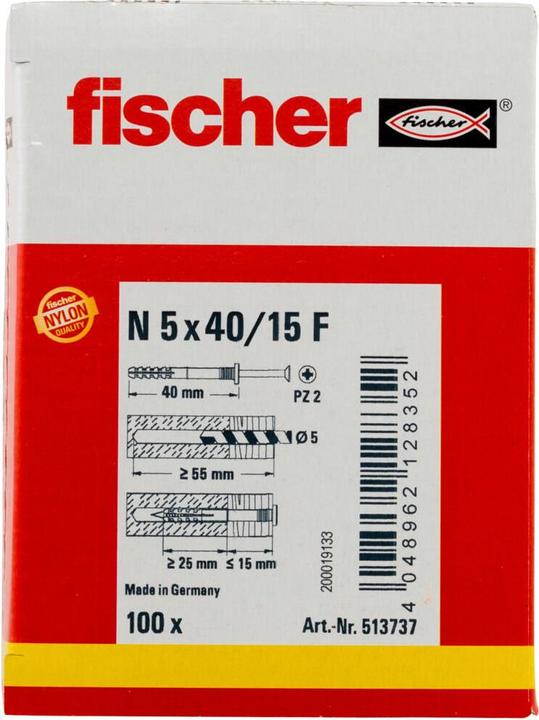 fischer
fischer ®
fischer
NYLON
QUALITY
N 5 x 40/15 F
40 mm
PZ 2
Ø 5
≥ 55 mm
≥ 25 mm ≤ 15 mm
Made in Germany
100 x
Art.-Nr. 513737
200019133
4 048962 128352